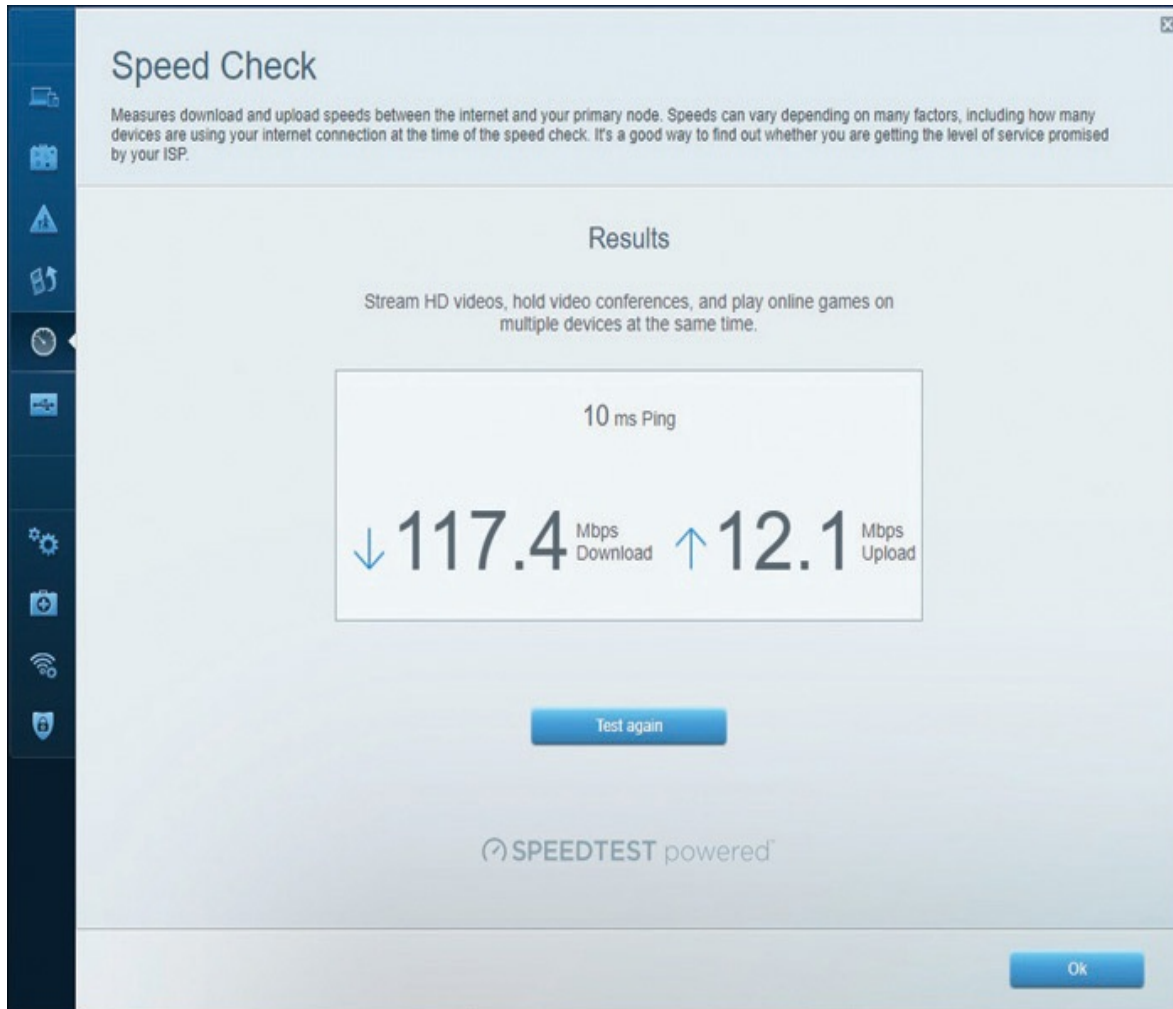 Speed Check
Measures download and upload speeds between the internet and your primary node. Speeds can vary depending on many factors, including how many
devices are using your internet connection at the time of the speed check. It's a good way to find out whether you are getting the level of service promised
by your ISP.
Results
Stream HD videos, hold video conferences, and play online games on
multiple devices at the same time.
10 ms Ping
↓ 117.4 Mbps Download ↑ 12.1 Mbps Upload
Test again
SPEEDTEST powered™
Ok